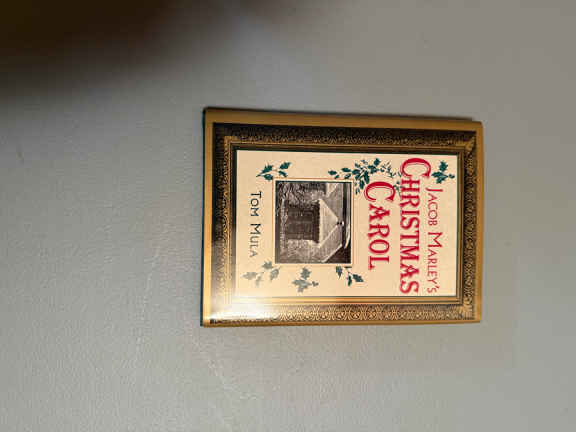 JACOB MARLEY'S
CHRISTMAS
CAROL
TOM MULA